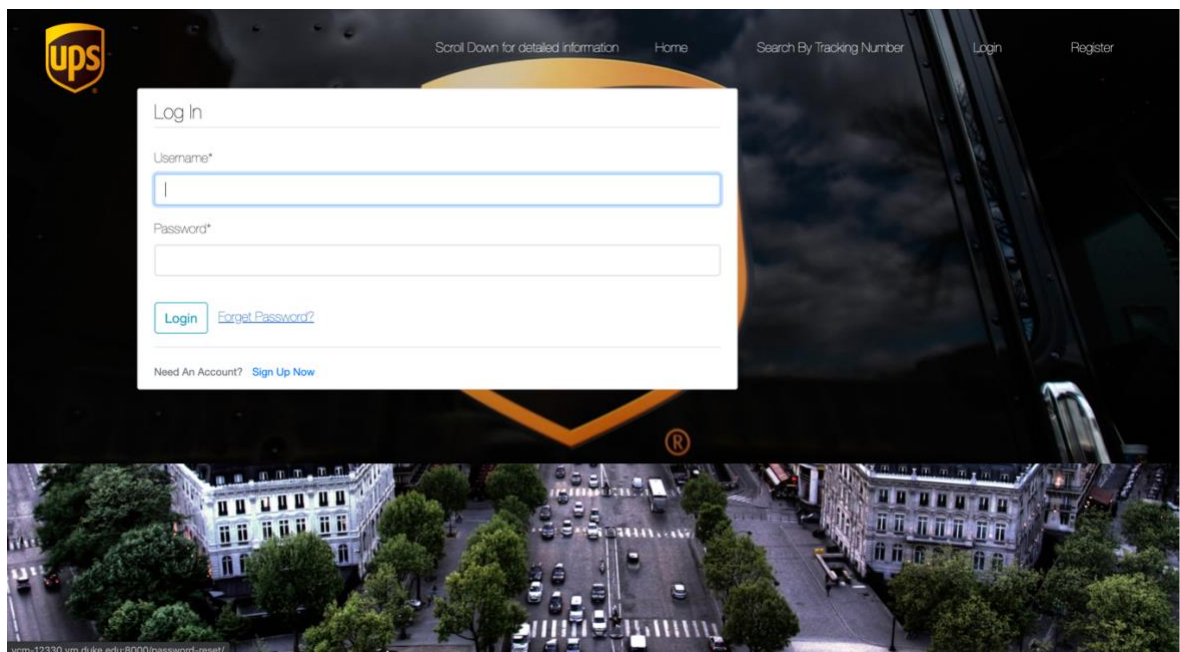 ups
Scroll Down for detailed information Home Search By Tracking Number Login Register
Log In
Username*
Password*
Login Forget Password?
Need An Account? Sign Up Now
®
vcm-12330.vm.duke.edu:8000/password-reset/